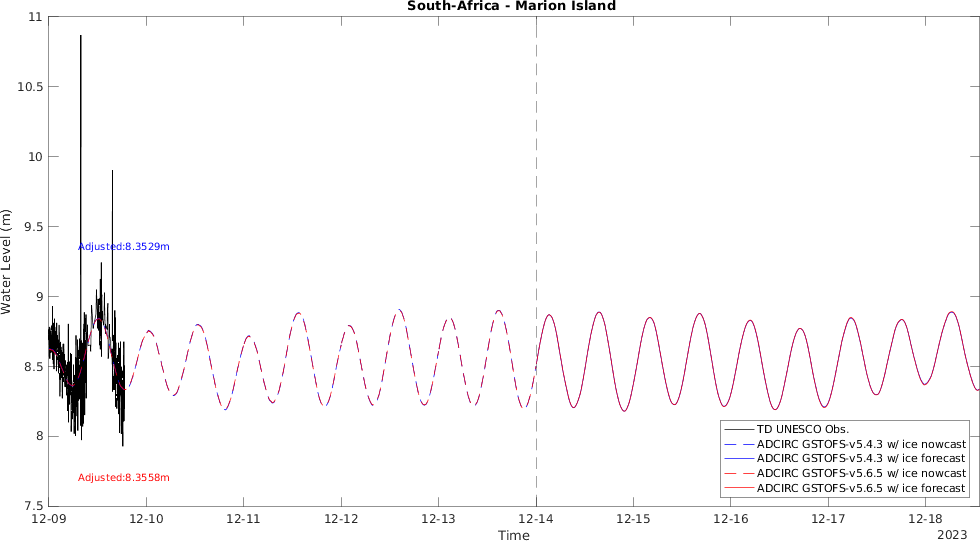 South-Africa - Marion Island
Water Level (m)
11
10.5
10
9.5
9
8.5
8
7.5
Adjusted:8.3529m
Adjusted:8.3558m
TD UNESCO Obs.
ADCIRC GSTOFS-v5.4.3 w/ ice nowcast
ADCIRC GSTOFS-v5.4.3 w/ ice forecast
ADCIRC GSTOFS-v5.6.5 w/ ice nowcast
ADCIRC GSTOFS-v5.6.5 w/ ice forecast
12-09 12-10 12-11 12-12 12-13 12-14 12-15 12-16 12-17 12-18
Time
2023